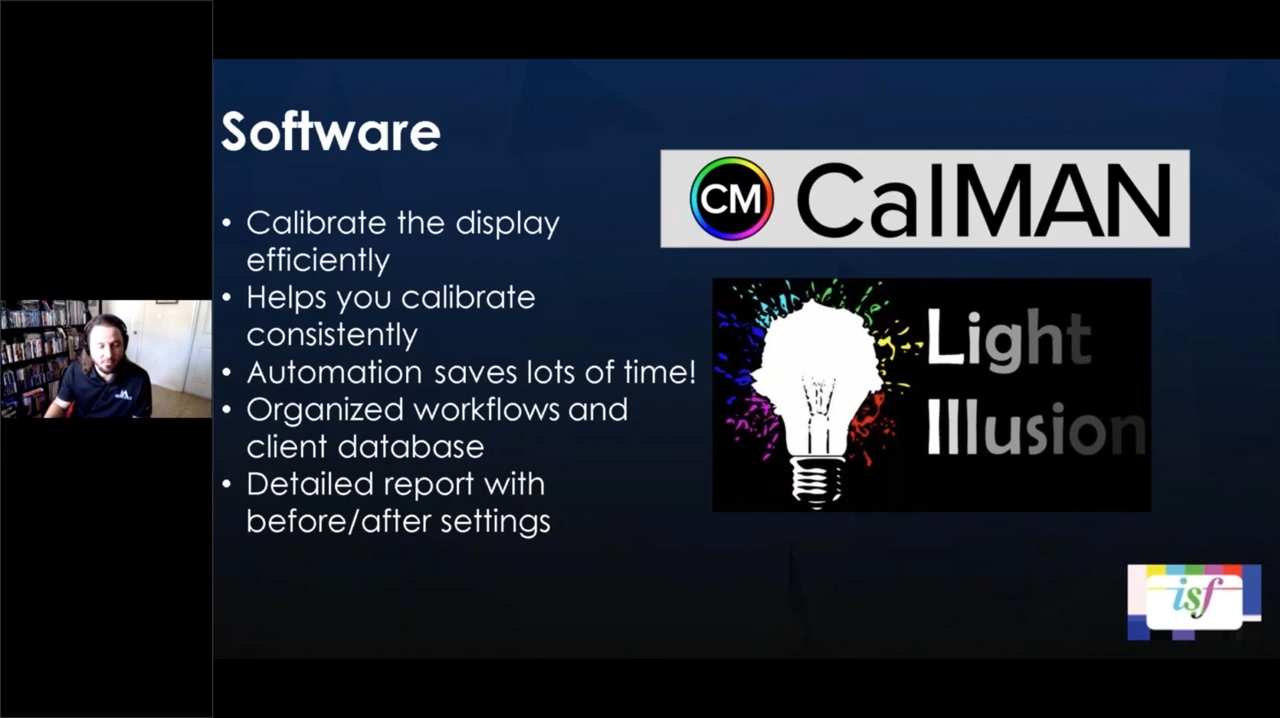 Software
• Calibrate the display
efficiently
• Helps you calibrate
consistently
• Automation saves lots of time!
• Organized workflows and
client database
• Detailed report with
before/after settings
CM CalMAN
Light
Illusion
isf